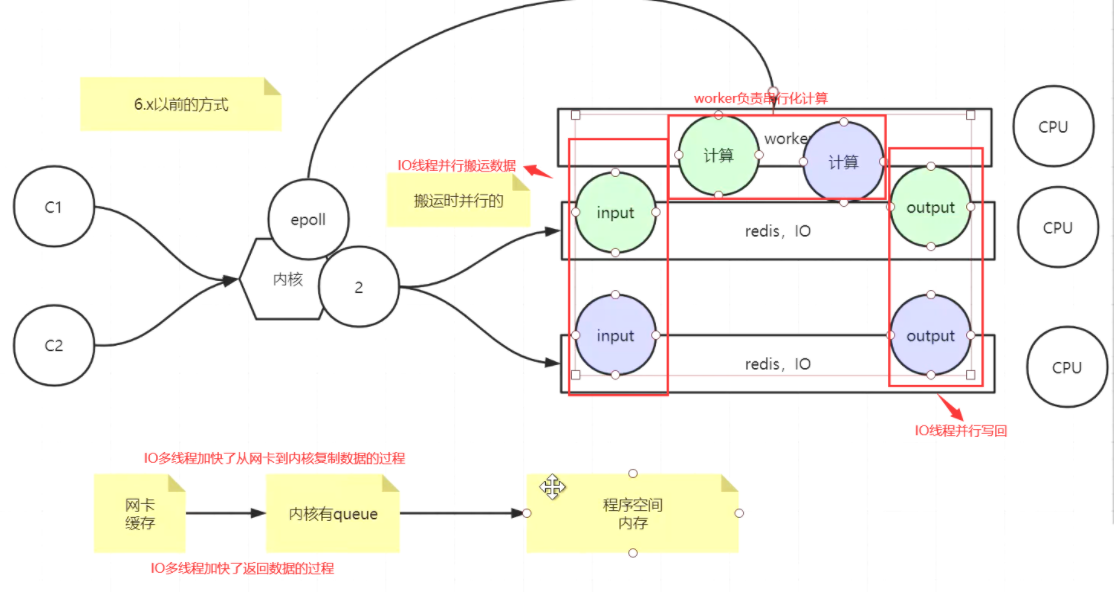 6.x以前的方式
worker负责串行化计算
CPU
worker
计算
计算
IO线程并行搬运数据
搬运时并行的
C1
epoll
input
output
redis，IO
CPU
内核
2
C2
input
output
redis，IO
CPU
IO线程并行写回
IO多线程加快了从网卡到内核复制数据的过程
网卡
缓存
内核有queue
程序空间
内存
IO多线程加快了返回数据的过程